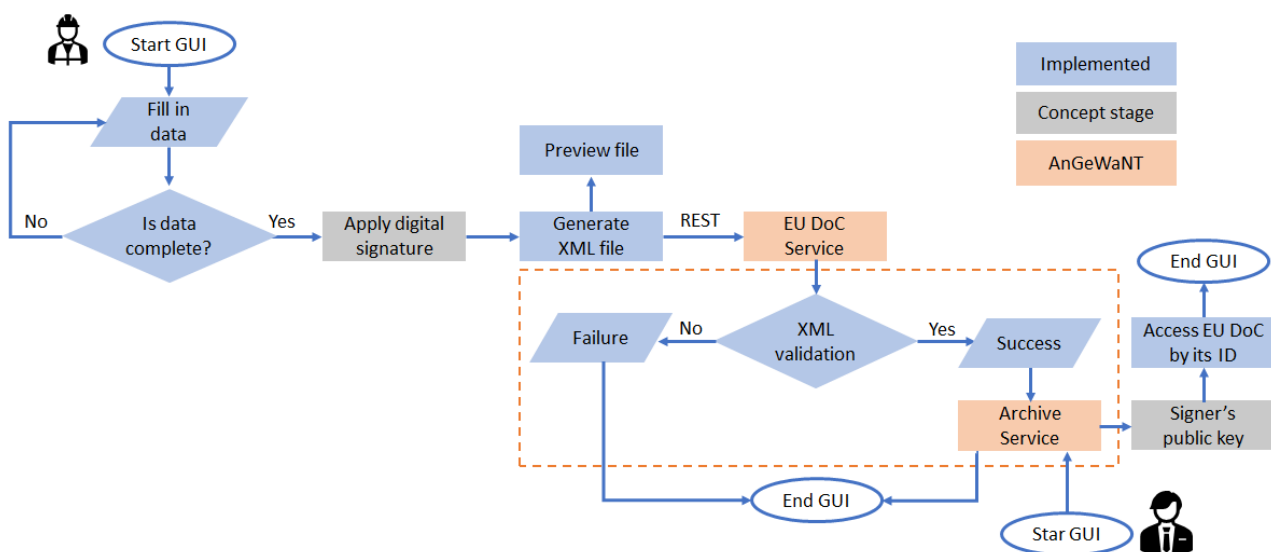 Start GUI
Fill in
data
Is data
complete?
No
Yes
Apply digital
signature
Preview file
Generate
XML file
REST
EU DoC
Service
Implemented
Concept stage
AnGeWaNT
XML
validation
No
Failure
Yes
Success
Archive
Service
End GUI
Star GUI
Signer's
public key
Access EU DoC
by its ID
End GUI